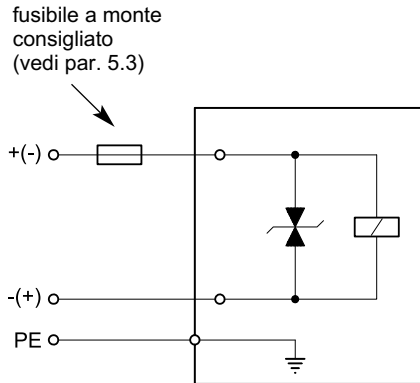 fusibile a monte
consigliato
(vedi par. 5.3)
+(-)
-(+)
PE